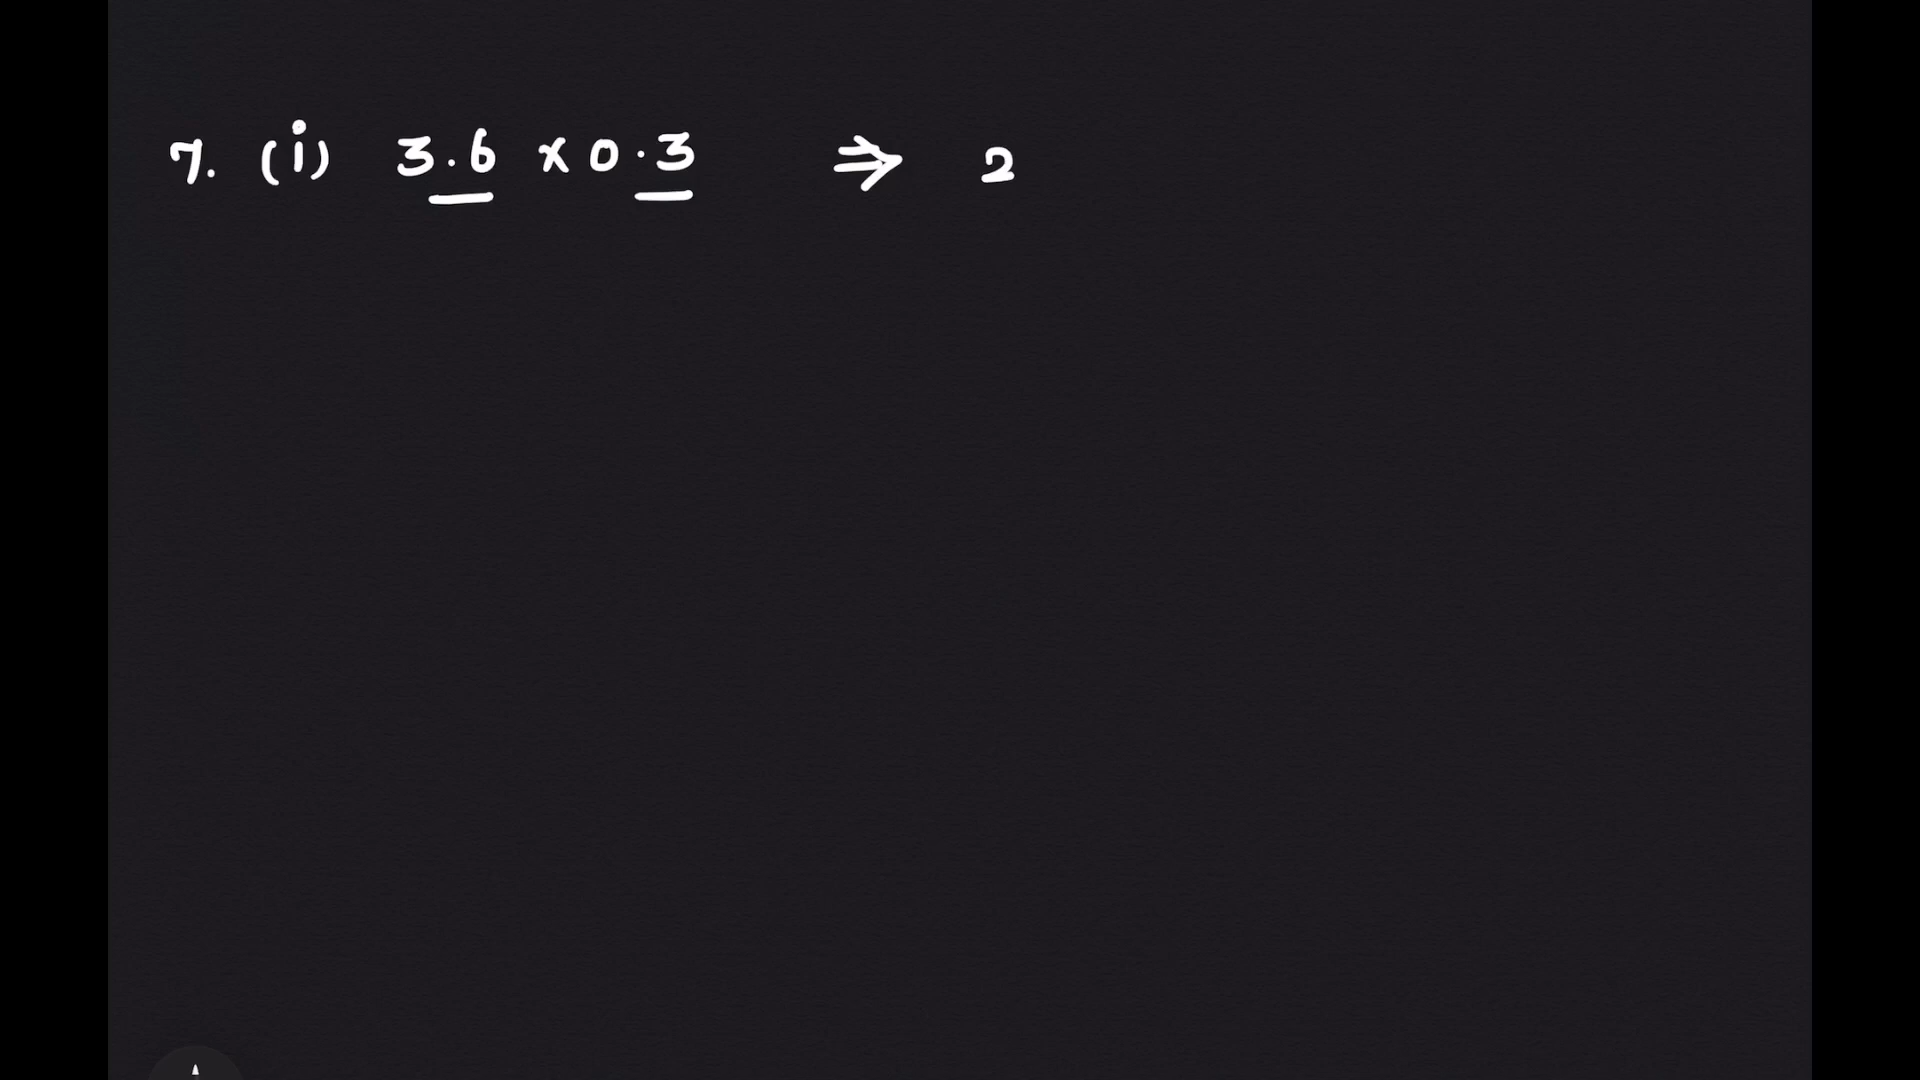 7. (i) 3.6 x 0.3 ⇒ 2